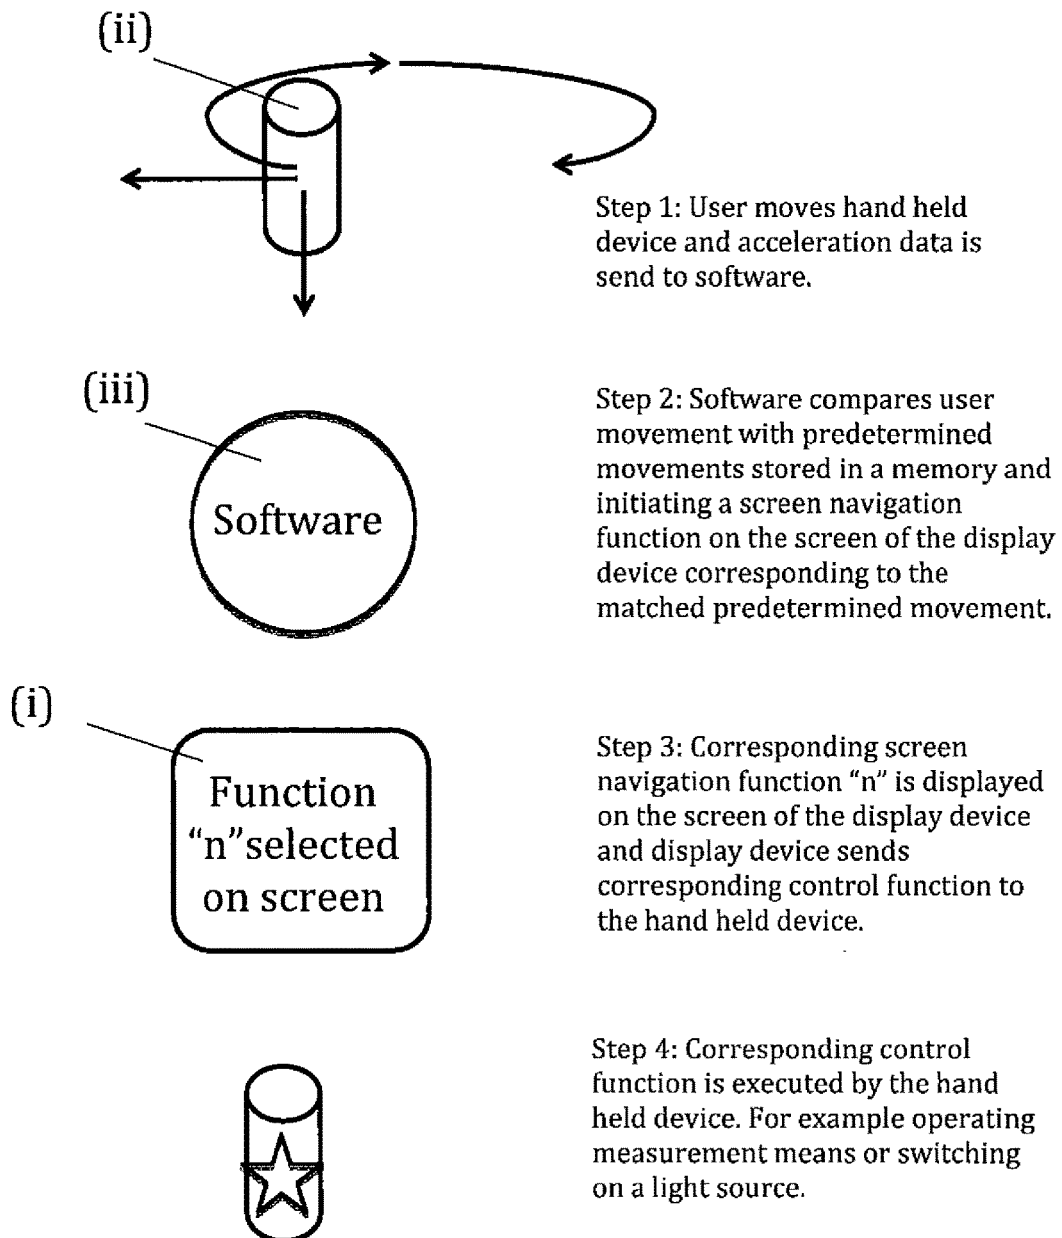 (ii)
Step 1: User moves hand held
device and acceleration data is
send to software.
(iii)
Software
Step 2: Software compares user
movement with predetermined
movements stored in a memory and
initiating a screen navigation
function on the screen of the display
device corresponding to the
matched predetermined movement.
(i)
Function
“n”selected
on screen
Step 3: Corresponding screen
navigation function “n” is displayed
on the screen of the display device
and display device sends
corresponding control function to
the hand held device.
Step 4: Corresponding control
function is executed by the hand
held device. For example operating
measurement means or switching
on a light source.